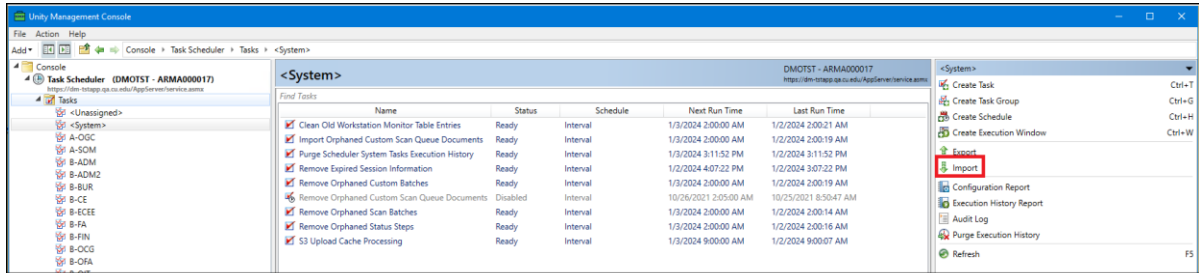 Unity Management Console
File Action Help
Add Console Task Scheduler Tasks <System>
Console
Task Scheduler (DMOTST - ARMA000017)
https://dm-tstapp.qa.cu.edu/AppServer/service.asmx
Tasks
<Unassigned>
<System>
A-OGC
A-SOM
B-ADM
B-ADM2
B-BUR
B-CE
B-ECEE
B-FA
B-FIN
B-OCG
B-OFA
<System> DMOTST - ARMA000017
https://dm-tstapp.qa.cu.edu/AppServer/service.asmx
Find Tasks
Name Status Schedule Next Run Time Last Run Time
Clean Old Workstation Monitor Table Entries Ready Interval 1/3/2024 2:00:00 AM 1/2/2024 2:00:21 AM
Import Orphaned Custom Scan Queue Documents Ready Interval 1/3/2024 2:00:00 AM 1/2/2024 2:00:19 AM
Purge Scheduler System Tasks Execution History Ready Interval 1/3/2024 3:11:52 PM 1/2/2024 3:11:52 PM
Remove Expired Session Information Ready Interval 1/2/2024 4:07:22 PM 1/2/2024 3:07:22 PM
Remove Orphaned Custom Batches Ready Interval 1/3/2024 2:00:00 AM 1/2/2024 2:00:19 AM
Remove Orphaned Custom Scan Queue Documents Disabled Interval 10/26/2021 2:05:00 AM 10/25/2021 8:50:47 AM
Remove Orphaned Scan Batches Ready Interval 1/3/2024 2:00:00 AM 1/2/2024 2:00:16 AM
Remove Orphaned Status Steps Ready Interval 1/3/2024 2:00:00 AM 1/2/2024 2:00:14 AM
S3 Upload Cache Processing Ready Interval 1/3/2024 9:00:00 AM 1/2/2024 9:00:07 AM
<System>
Create Task Ctrl+T
Create Task Group Ctrl+G
Create Schedule Ctrl+H
Create Execution Window Ctrl+W
Export
Import
Configuration Report
Execution History Report
Audit Log
Purge Execution History
Refresh F5